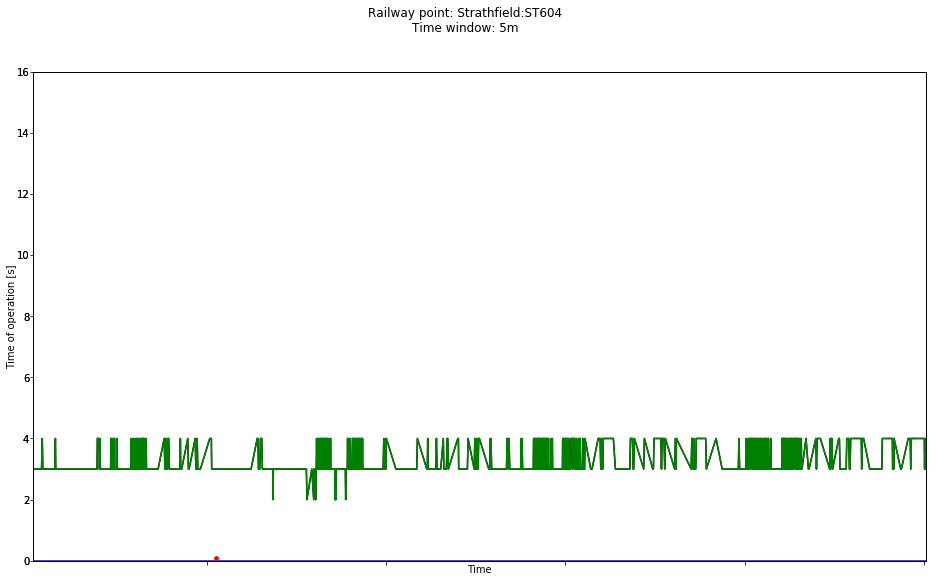 Railway point: Strathfield:ST604
Time window: 5m
16
14
12
10
8
6
4
2
0
Time of operation [s]
Time